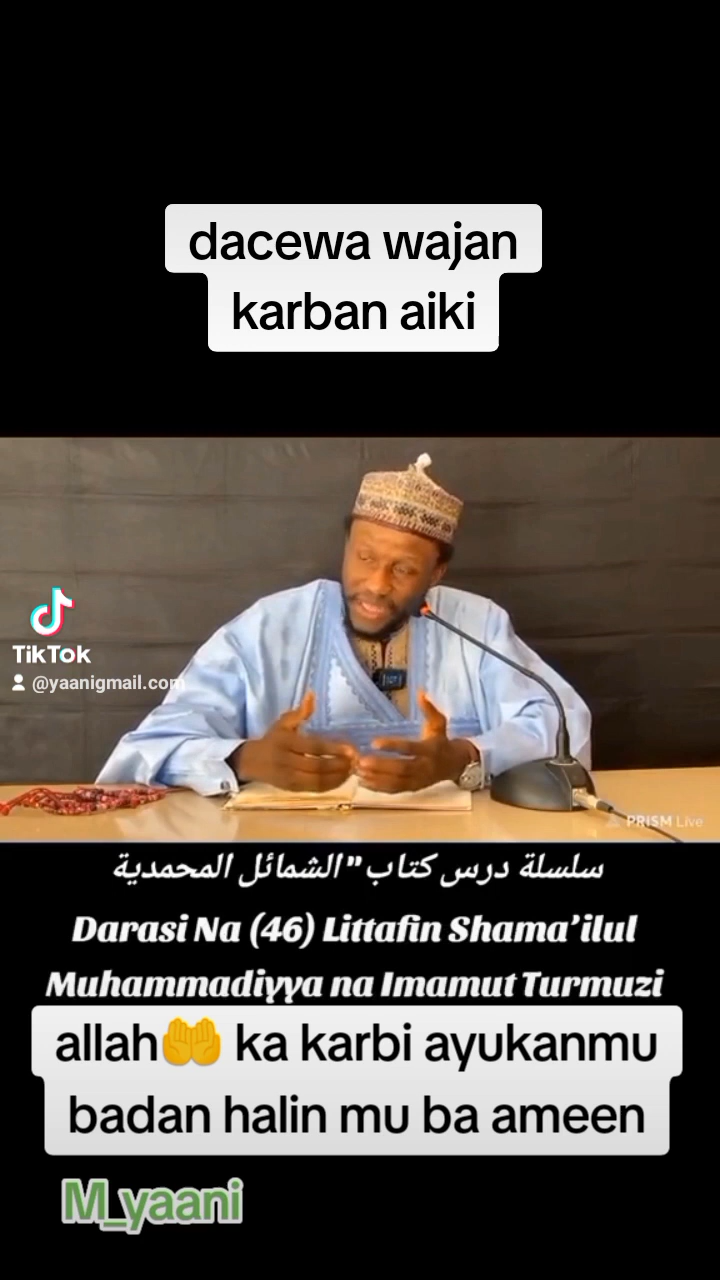 dacewa wajan
karban aiki
TikTok
@yaanigmail.com
PRISM Live
سلسلة درس كتاب " الشمائل المحمدية
Darasi Na (46) Littafin Shama'ilul
Muhammadiyya na Imamut Turmuzi
allah🤲 ka karbi ayukanmu
badan halin mu ba ameen
M_yaani